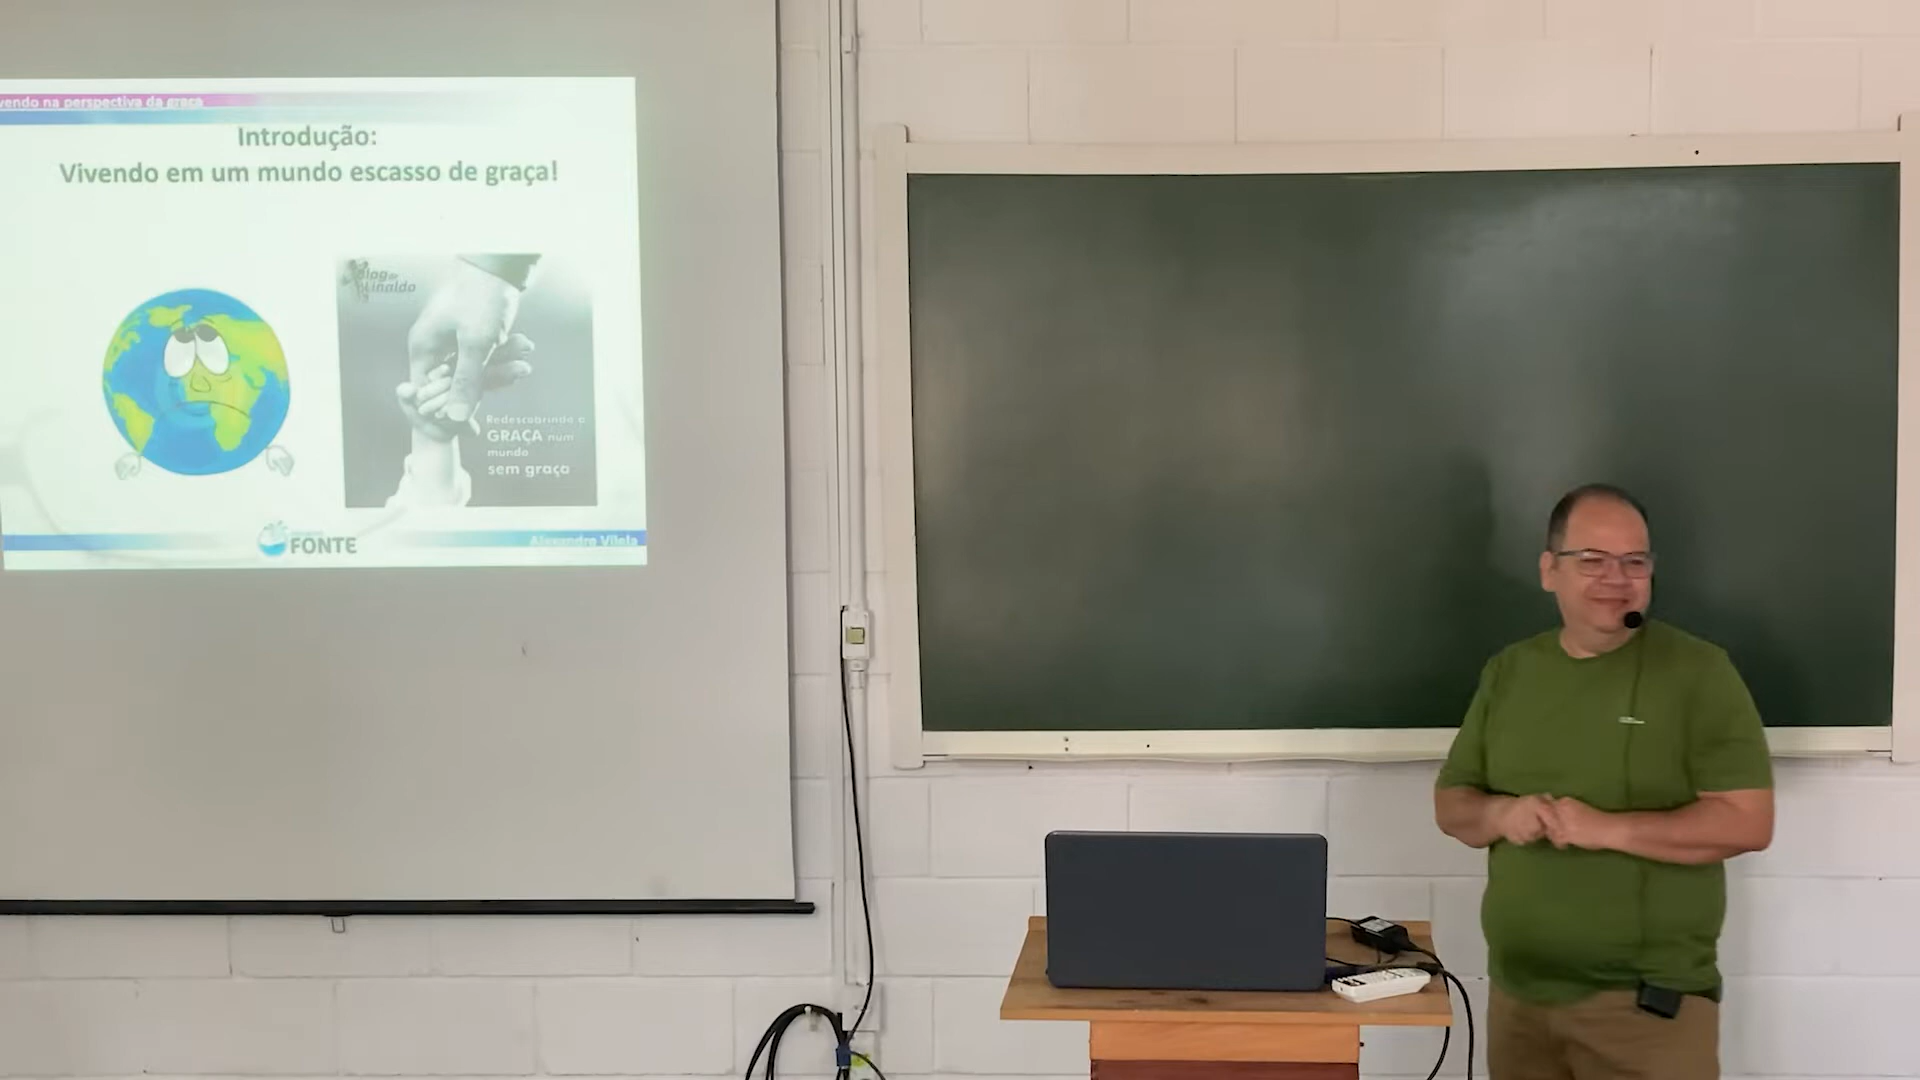 vendo na perspectiva da graça
Introdução:
Vivendo em um mundo escasso de graça!
Blog de
Linaldo
Redescobrindo a
GRAÇA num
mundo
sem graça
FONTE
Alexandre Vilela